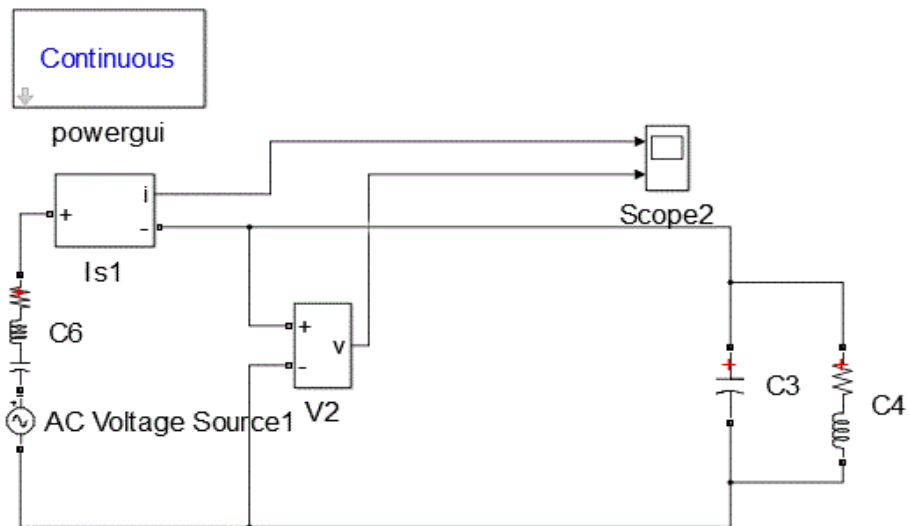 Continuous
powergui
i
+
-
Scope2
Is1
+
-
v
C6
C3
C4
AC Voltage Source1
V2